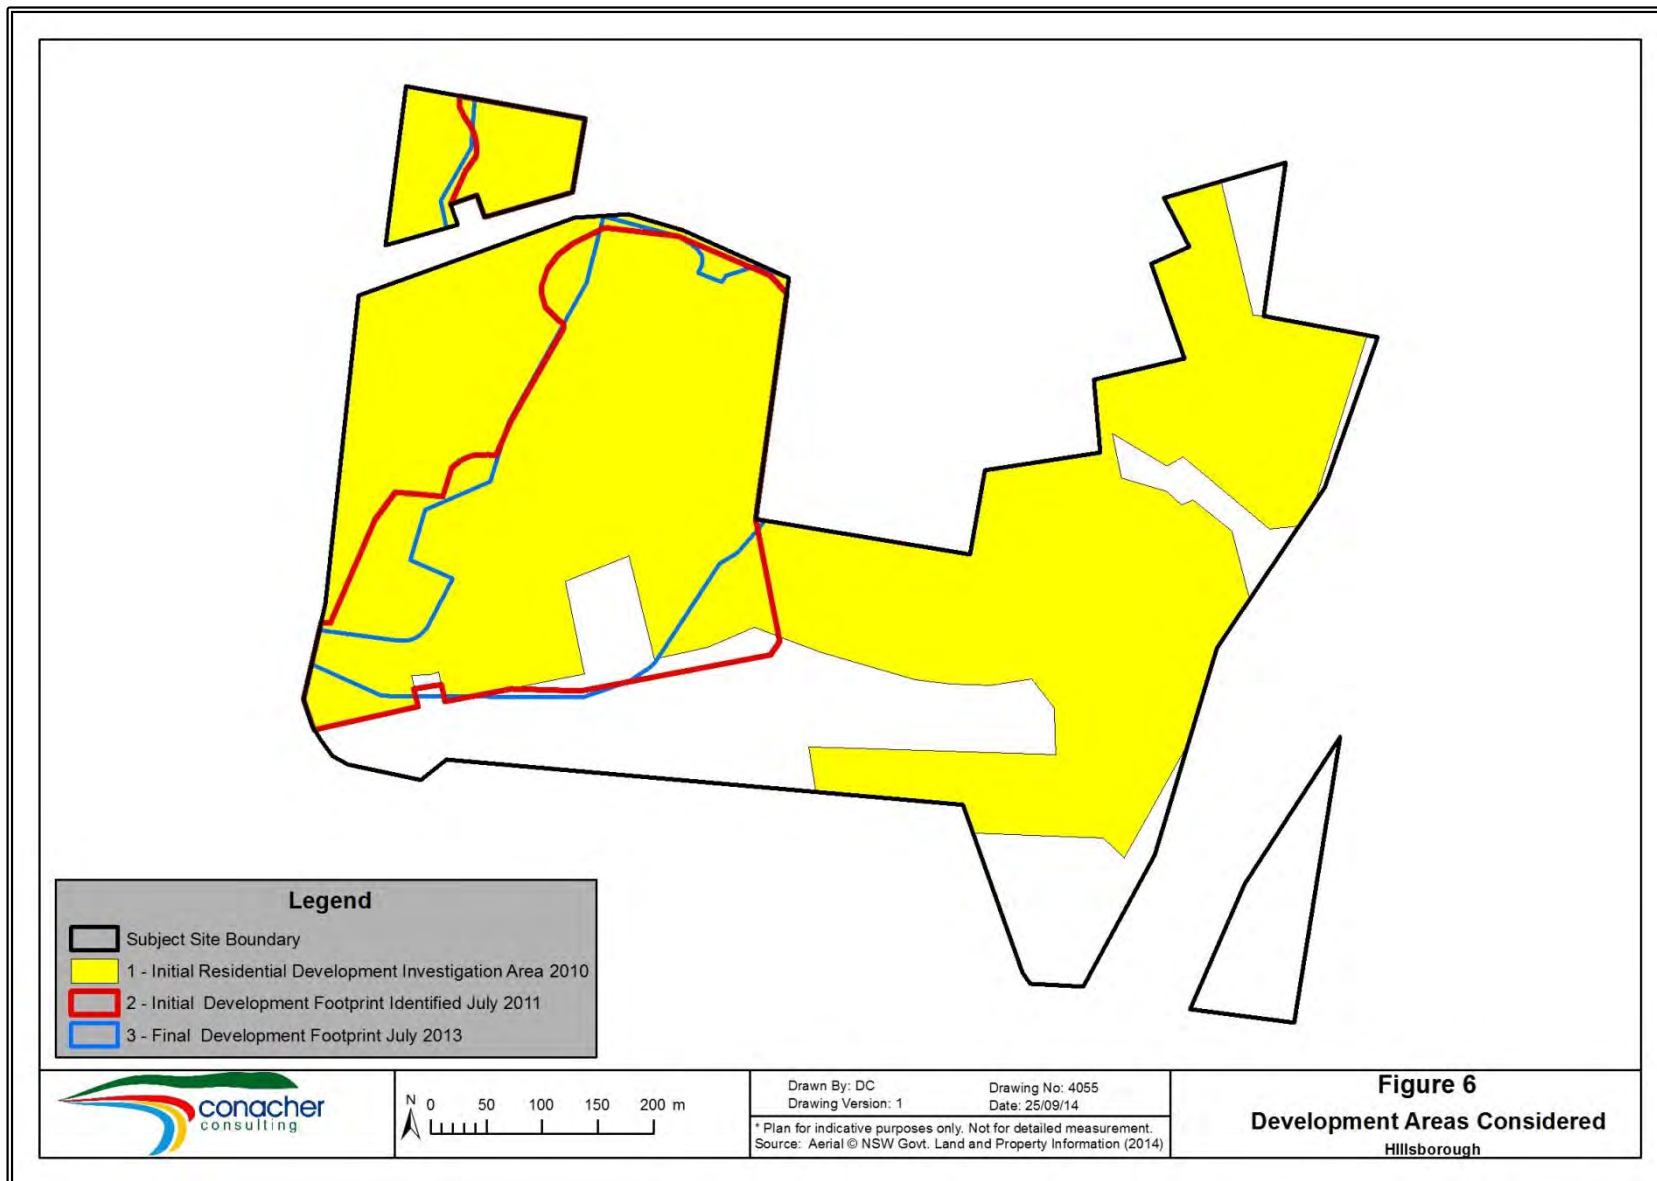 Legend
Subject Site Boundary
1 - Initial Residential Development Investigation Area 2010
2 - Initial Development Footprint Identified July 2011
3 - Final Development Footprint July 2013
conacher
consulting
N
0 50 100 150 200 m
Drawn By: DC
Drawing Version: 1
Drawing No: 4055
Date: 25/09/14
* Plan for indicative purposes only. Not for detailed measurement.
Source: Aerial © NSW Govt. Land and Property Information (2014)
Figure 6
Development Areas Considered
HIllsborough